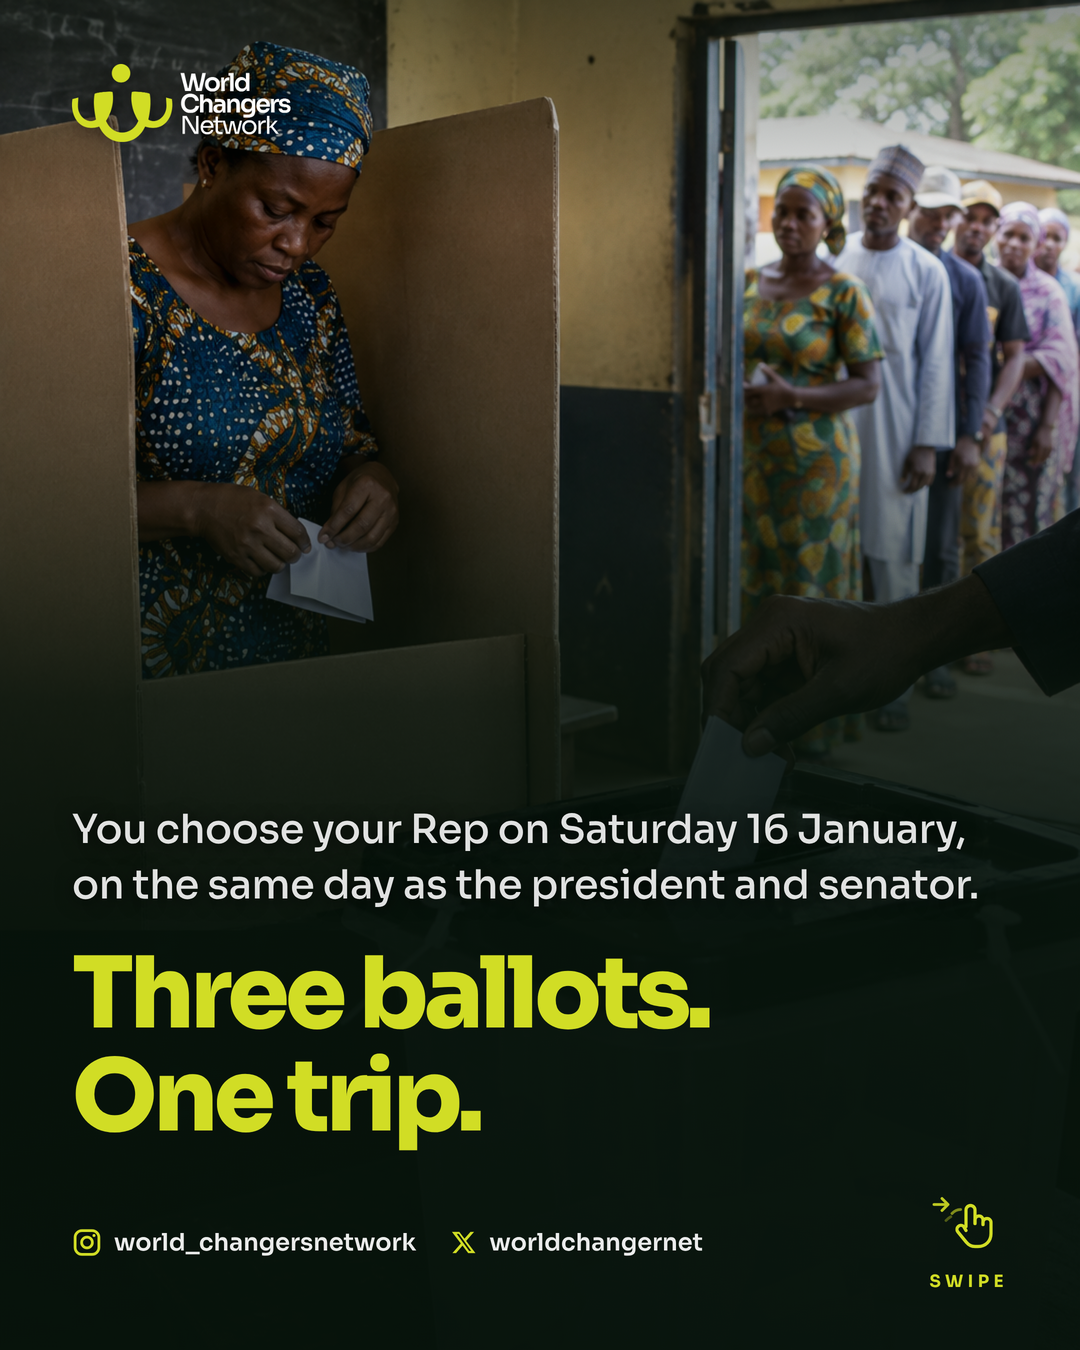 World
Changers
Network
You choose your Rep on Saturday 16 January,
on the same day as the president and senator.
Three ballots.
One trip.
world_changersnetwork
worldchangernet
SWIPE